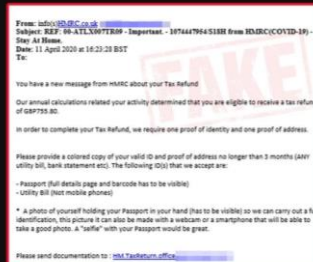 From: info@HMRC.co.uk
Subject: REF: 00-ATLX007TR09 - Important. - 1074447964/S18H from HMRC(COVID-19) -
Stay At Home.
Date: 11 April 2020 at 16:23:28 BST
To:
FAKE
You have a new message from HMRC about your Tax Refund
Our annual calculations related your activity determined that you are eligible to receive a tax refun
of GBP755.80.
In order to complete your Tax Refund, we require one proof of identity and one proof of address.
Please provide a colored copy of your valid ID and proof of address no longer than 3 months (ANY
utility bill, bank statement etc). The following ID(s) that we accept are:
- Passport (full details page and barcode has to be visible)
- Utility Bill (Not mobile phones)
* A photo of yourself holding your Passport in your hand (has to be visible) so we can carry out a fu
identification, this picture it can also be made with a webcam or a smartphone that will be able to
take a good photo. A "selfie" with your Passport would be great.
Please send documentation to : HM.TaxReturn.office